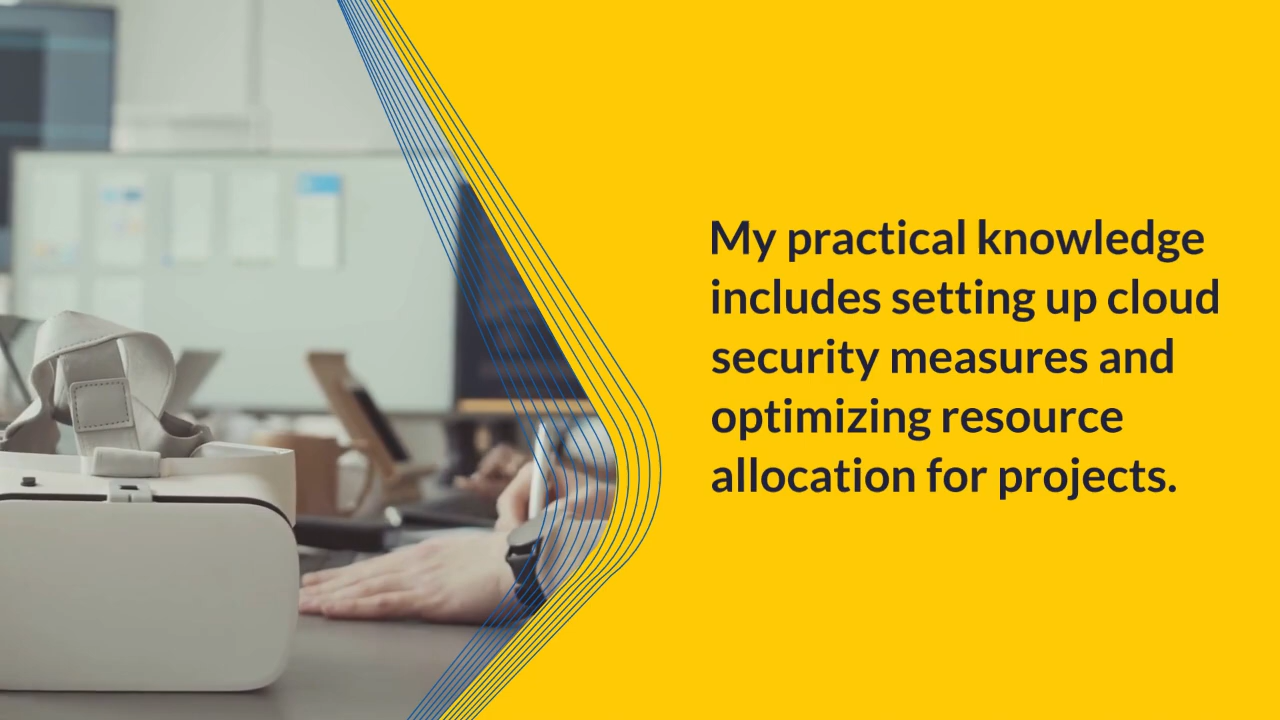 My practical knowledge
includes setting up cloud
security measures and
optimizing resource
allocation for projects.